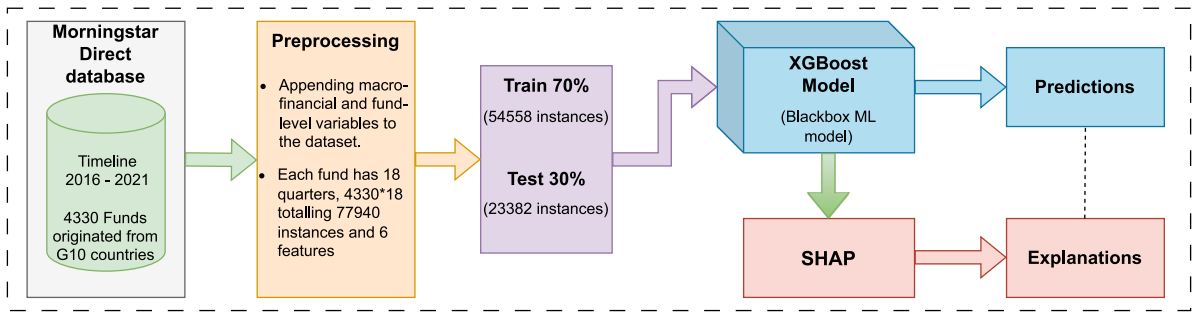 Morningstar
Direct
database
Timeline
2016 - 2021
4330 Funds
originated from
G10 countries
Preprocessing
• Appending macro-
financial and fund-
level variables to
the dataset.
• Each fund has 18
quarters, 4330*18
totalling 77940
instances and 6
features
Train 70%
(54558 instances)
Test 30%
(23382 instances)
XGBoost
Model
(Blackbox ML
model)
Predictions
SHAP
Explanations